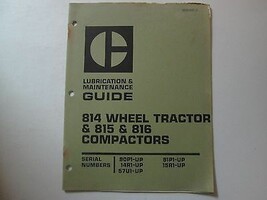 LUBRICATION &
MAINTENANCE
GUIDE
814 WHEEL TRACTOR
& 815 & 816
COMPACTORS
SERIAL
NUMBERS
80P1-UP
14R1-UP
57U1-UP
81P1-UP
15R1-UP